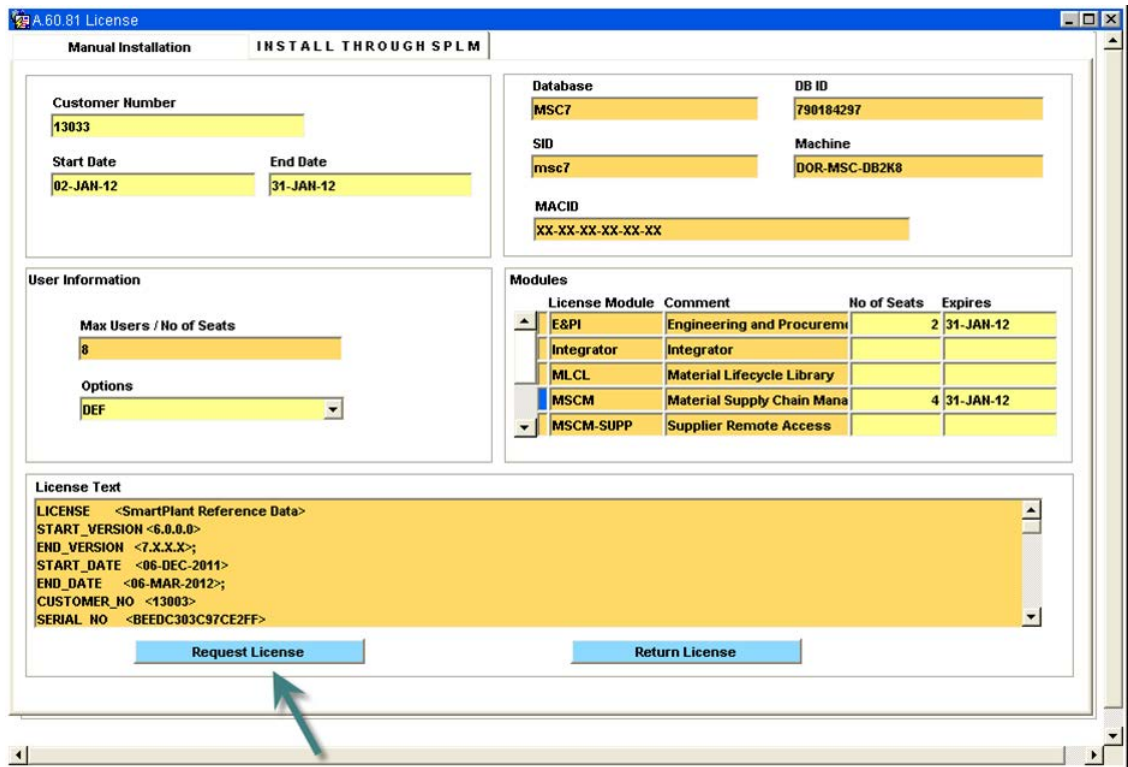 A.60.81 License
Manual Installation
INSTALL THROUGH SPLM
Customer Number
13033
Start Date End Date
02-JAN-12 31-JAN-12
Database DB ID
MSC7 790184297
SID Machine
msc7 DOR-MSC-DB2K8
MACID
XX-XX-XX-XX-XX-XX
User Information
Max Users / No of Seats
8
Options
DEF
Modules
License Module Comment No of Seats Expires
E&PI Engineering and Procurem 2 31-JAN-12
Integrator Integrator
MLCL Material Lifecycle Library
MSCM Material Supply Chain Mana 4 31-JAN-12
MSCM-SUPP Supplier Remote Access
License Text
LICENSE <SmartPlant Reference Data>
START_VERSION <6.0.0.0>
END_VERSION <7.X.X.X>;
START_DATE <06-DEC-2011>
END_DATE <06-MAR-2012>;
CUSTOMER_NO <13003>
SERIAL_NO <BEEDC303C97CE2FF>
Request License Return License